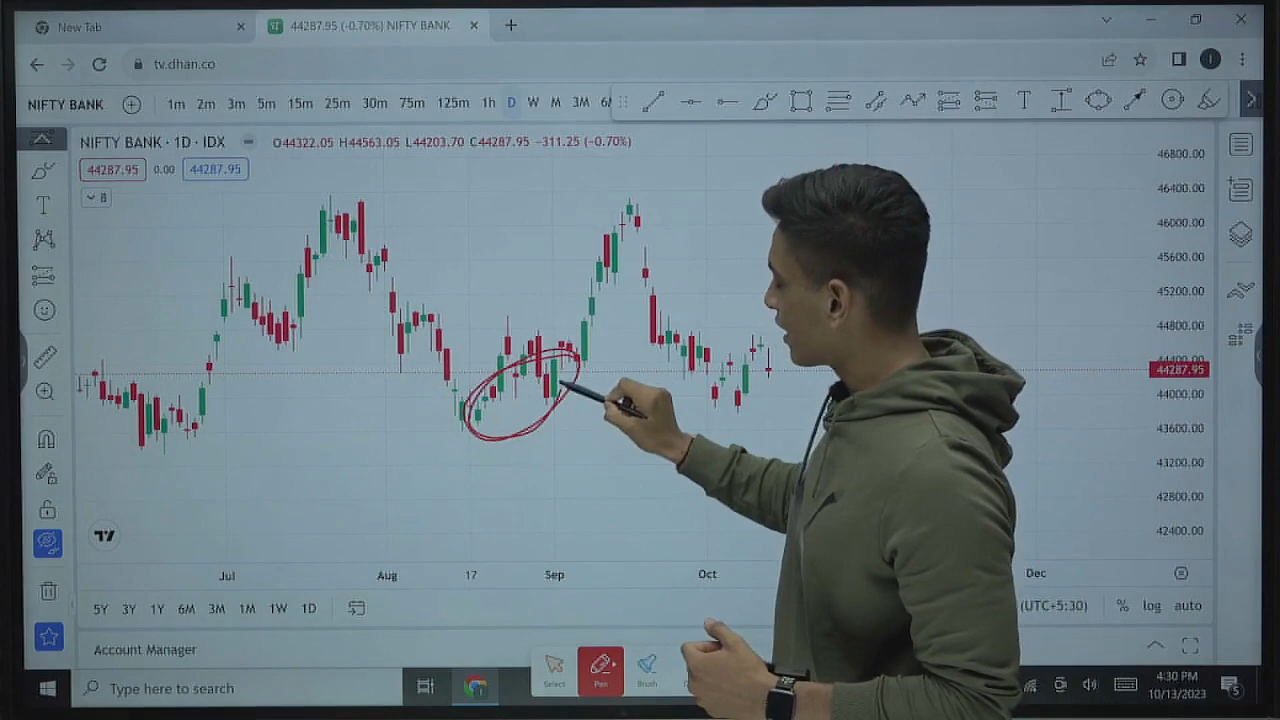 New Tab
44287.95 (-0.70%) NIFTY BANK
tv.dhan.co
NIFTY BANK 1m 2m 3m 5m 15m 25m 30m 75m 125m 1h D W M 3M
NIFTY BANK · 1D · IDX O44322.05 H44563.05 L44203.70 C44287.95 −311.25 (−0.70%)
44287.95 0.00 44287.95
8
46800.00
46400.00
46000.00
45600.00
45200.00
44800.00
44400.00
44287.95
44000.00
43600.00
43200.00
42800.00
42400.00
Jul Aug 17 Sep Oct Dec
5Y 3Y 1Y 6M 3M 1M 1W 1D (UTC+5:30) % log auto
Account Manager
Select Pen Brush
Type here to search
4:30 PM
10/13/2023
5